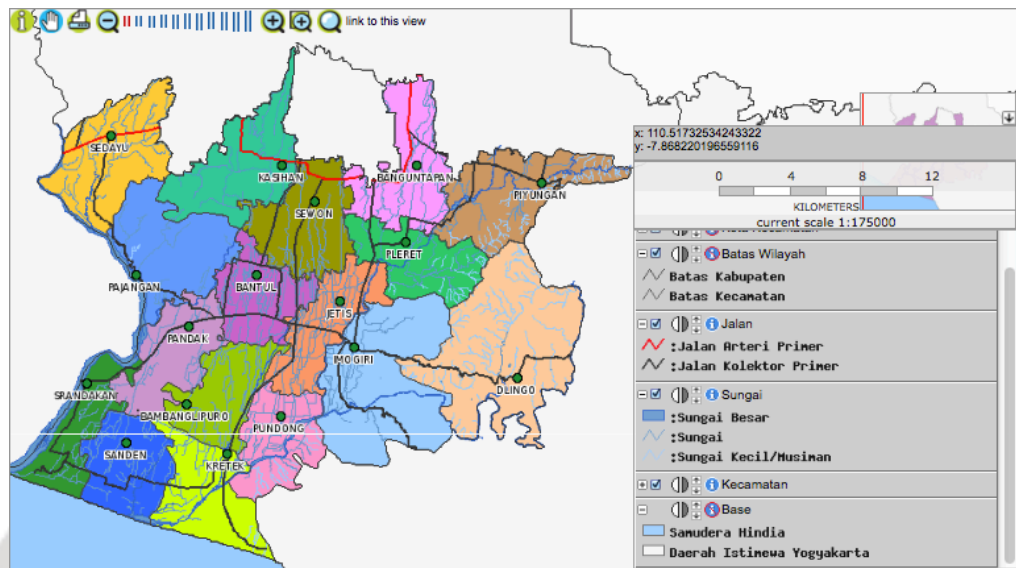 link to this view
x: 110.51732534243322
y: -7.868220196559116
0 4 8 12
KILOMETERS
current scale 1:175000
SEDAYU
KASIHAN
BANGUNTAPAN
PIYUNGAN
SEWON
PLERET
PAJANGAN
BANTUL
JETIS
PANDAK
IMOGIRI
SRANDAKAN
DLINGO
BAMBANGLIPURO
PUNDONG
SANDEN
KRETEK
Batas Wilayah
Batas Kabupaten
Batas Kecamatan
Jalan
:Jalan Arteri Primer
:Jalan Kolektor Primer
Sungai
:Sungai Besar
:Sungai
:Sungai Kecil/Musiman
Kecamatan
Base
Samudera Hindia
Daerah Istimewa Yogyakarta